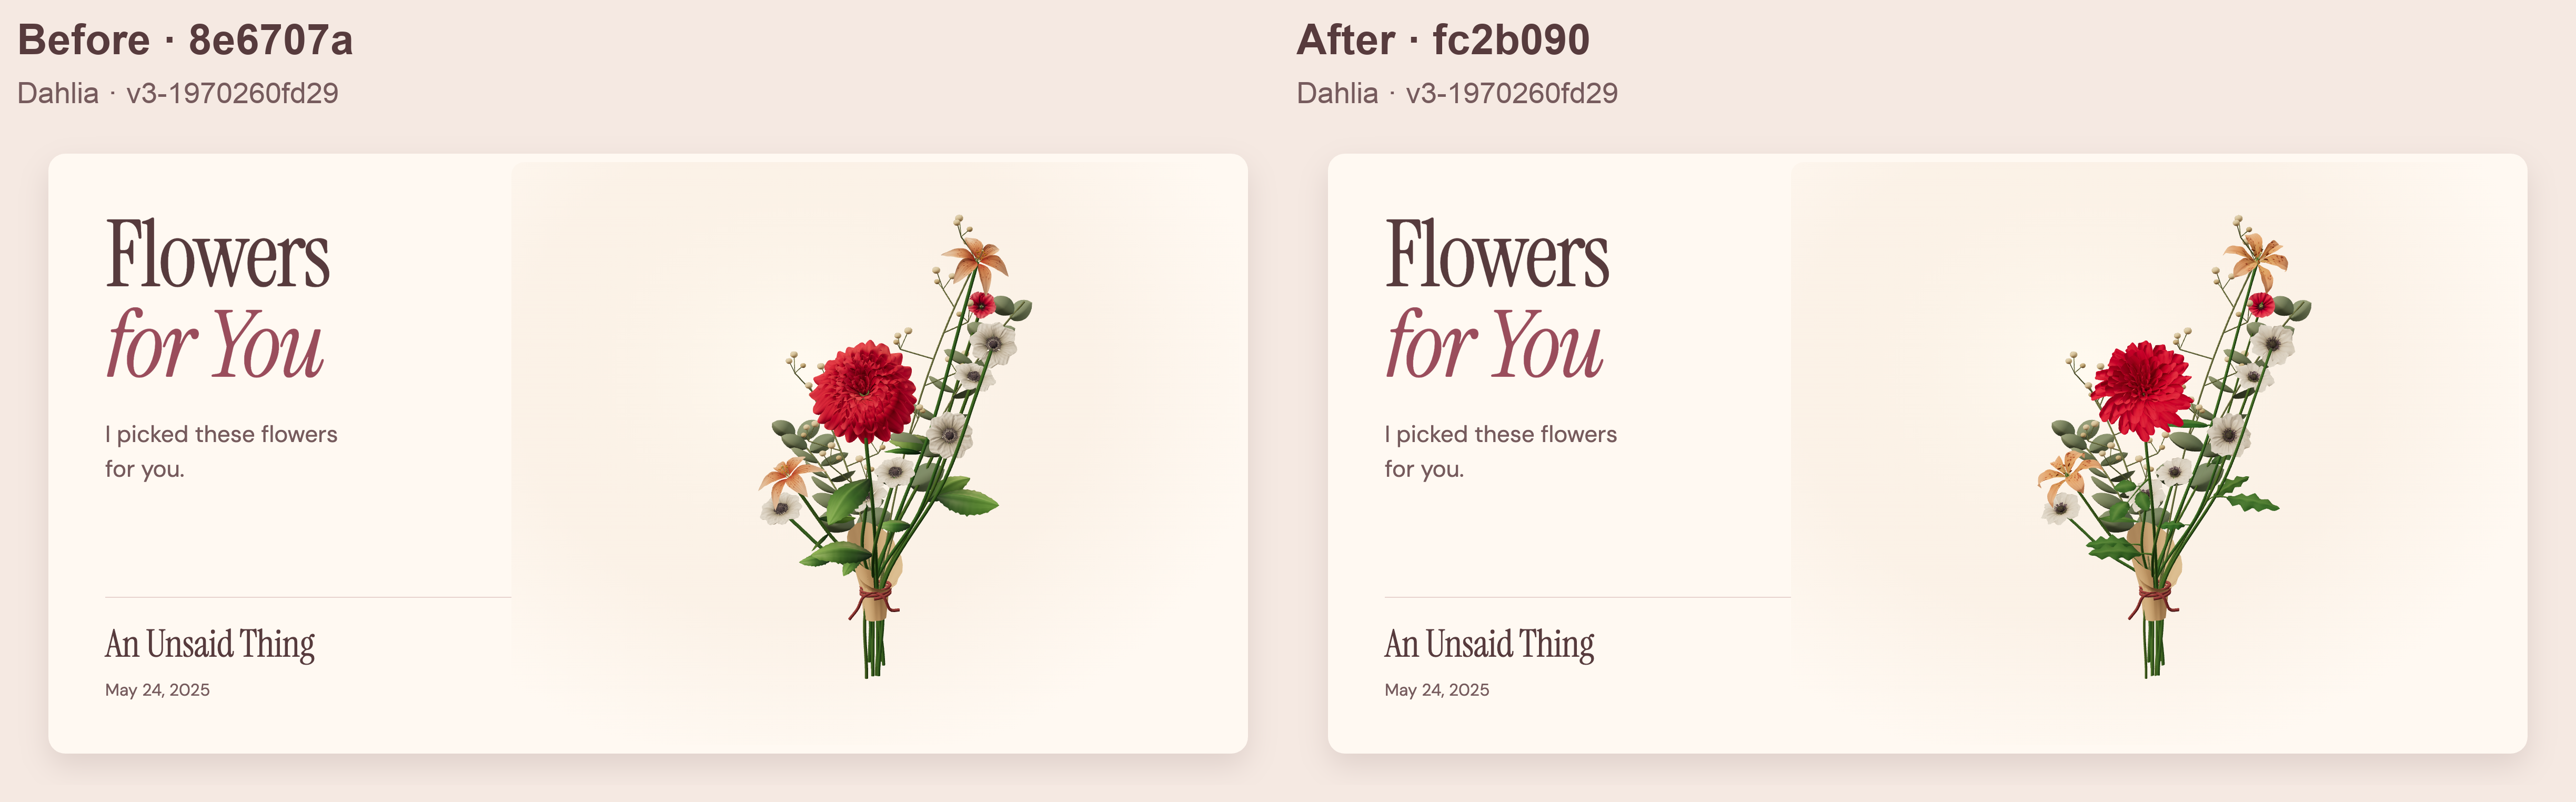 Before · 8e6707a
Dahlia · v3-1970260fd29
Flowers
for You
I picked these flowers
for you.
An Unsaid Thing
May 24, 2025
After · fc2b090
Dahlia · v3-1970260fd29
Flowers
for You
I picked these flowers
for you.
An Unsaid Thing
May 24, 2025